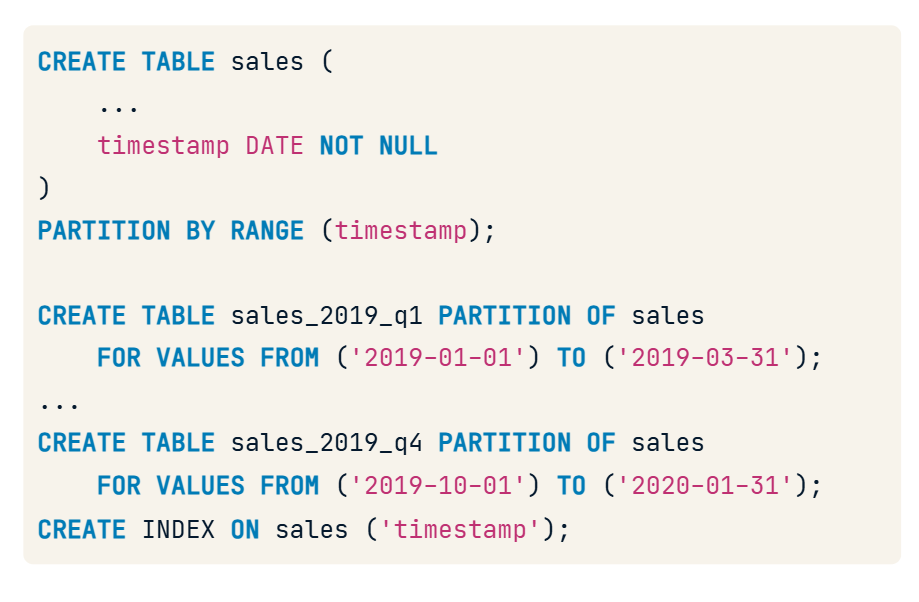 CREATE TABLE sales (
...
timestamp DATE NOT NULL
)
PARTITION BY RANGE (timestamp);
CREATE TABLE sales_2019_q1 PARTITION OF sales
FOR VALUES FROM ('2019-01-01') TO ('2019-03-31');
...
CREATE TABLE sales_2019_q4 PARTITION OF sales
FOR VALUES FROM ('2019-10-01') TO ('2020-01-31');
CREATE INDEX ON sales ('timestamp');